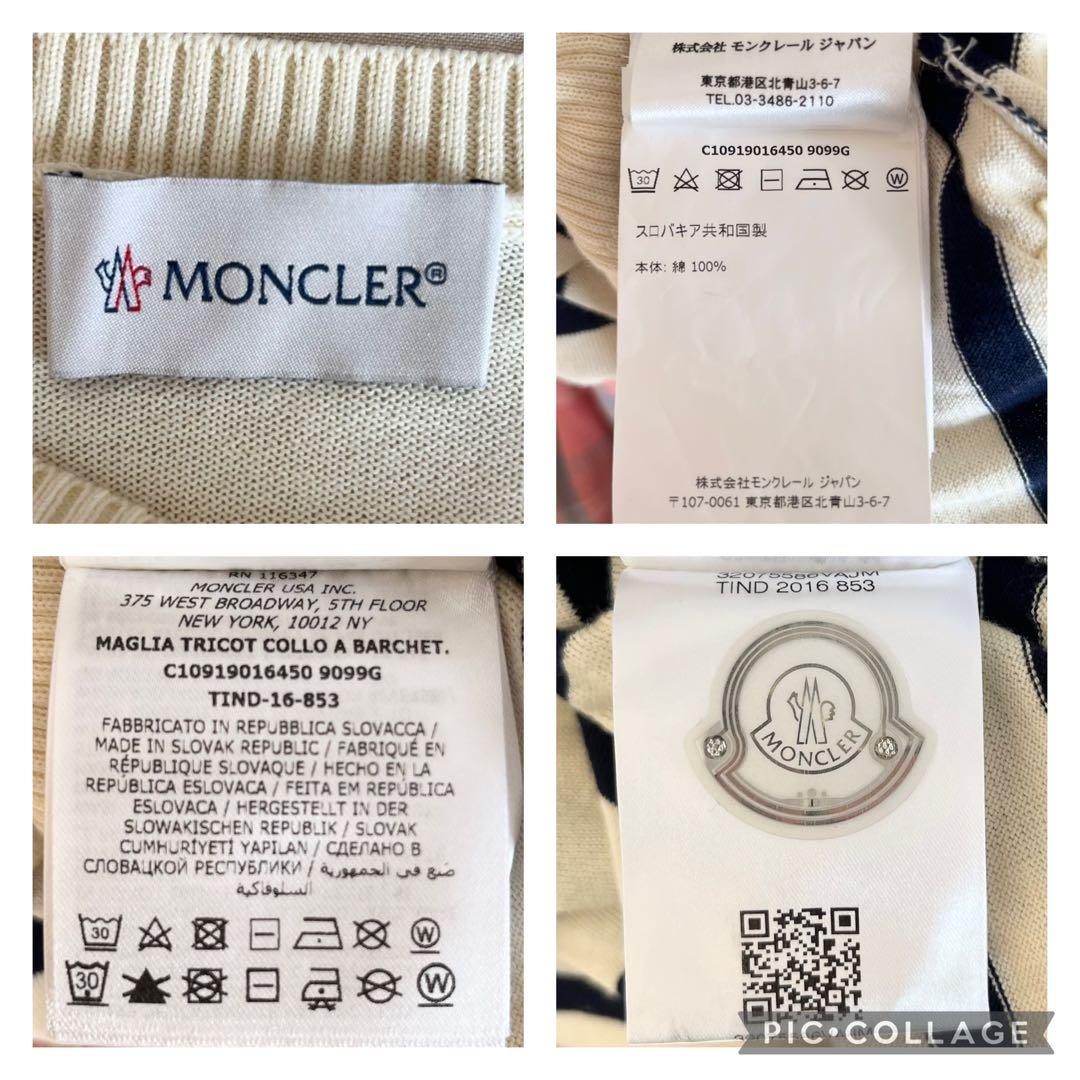 MONCLER®
株式会社 モンクレール ジャパン
東京都港区北青山3-6-7
TEL.03-3486-2110
C10919016450 9099G
30 W
スロバキア共和国製
本体: 綿 100%
株式会社モンクレール ジャパン
〒107-0061 東京都港区北青山3-6-7
RN 116347
MONCLER USA INC.
375 WEST BROADWAY, 5TH FLOOR
NEW YORK, 10012 NY
MAGLIA TRICOT COLLO A BARCHET.
C10919016450 9099G
TIND-16-853
FABBRICATO IN REPUBBLICA SLOVACCA /
MADE IN SLOVAK REPUBLIC / FABRIQUÉ EN
RÉPUBLIQUE SLOVAQUE / HECHO EN LA
REPÚBLICA ESLOVACA / FEITA EM REPÚBLICA
ESLOVACA / HERGESTELLT IN DER
SLOWAKISCHEN REPUBLIK / SLOVAK
CUMHURİYETİ YAPILAN / СДЕЛАНО В
СЛОВАЦКОЙ РЕСПУБЛИКИ / صنع في الجمهورية
السلوفاكية
30 W
30 W
32075586VAJM
TIND 2016 853
MONCLER
PIC•COLLAGE